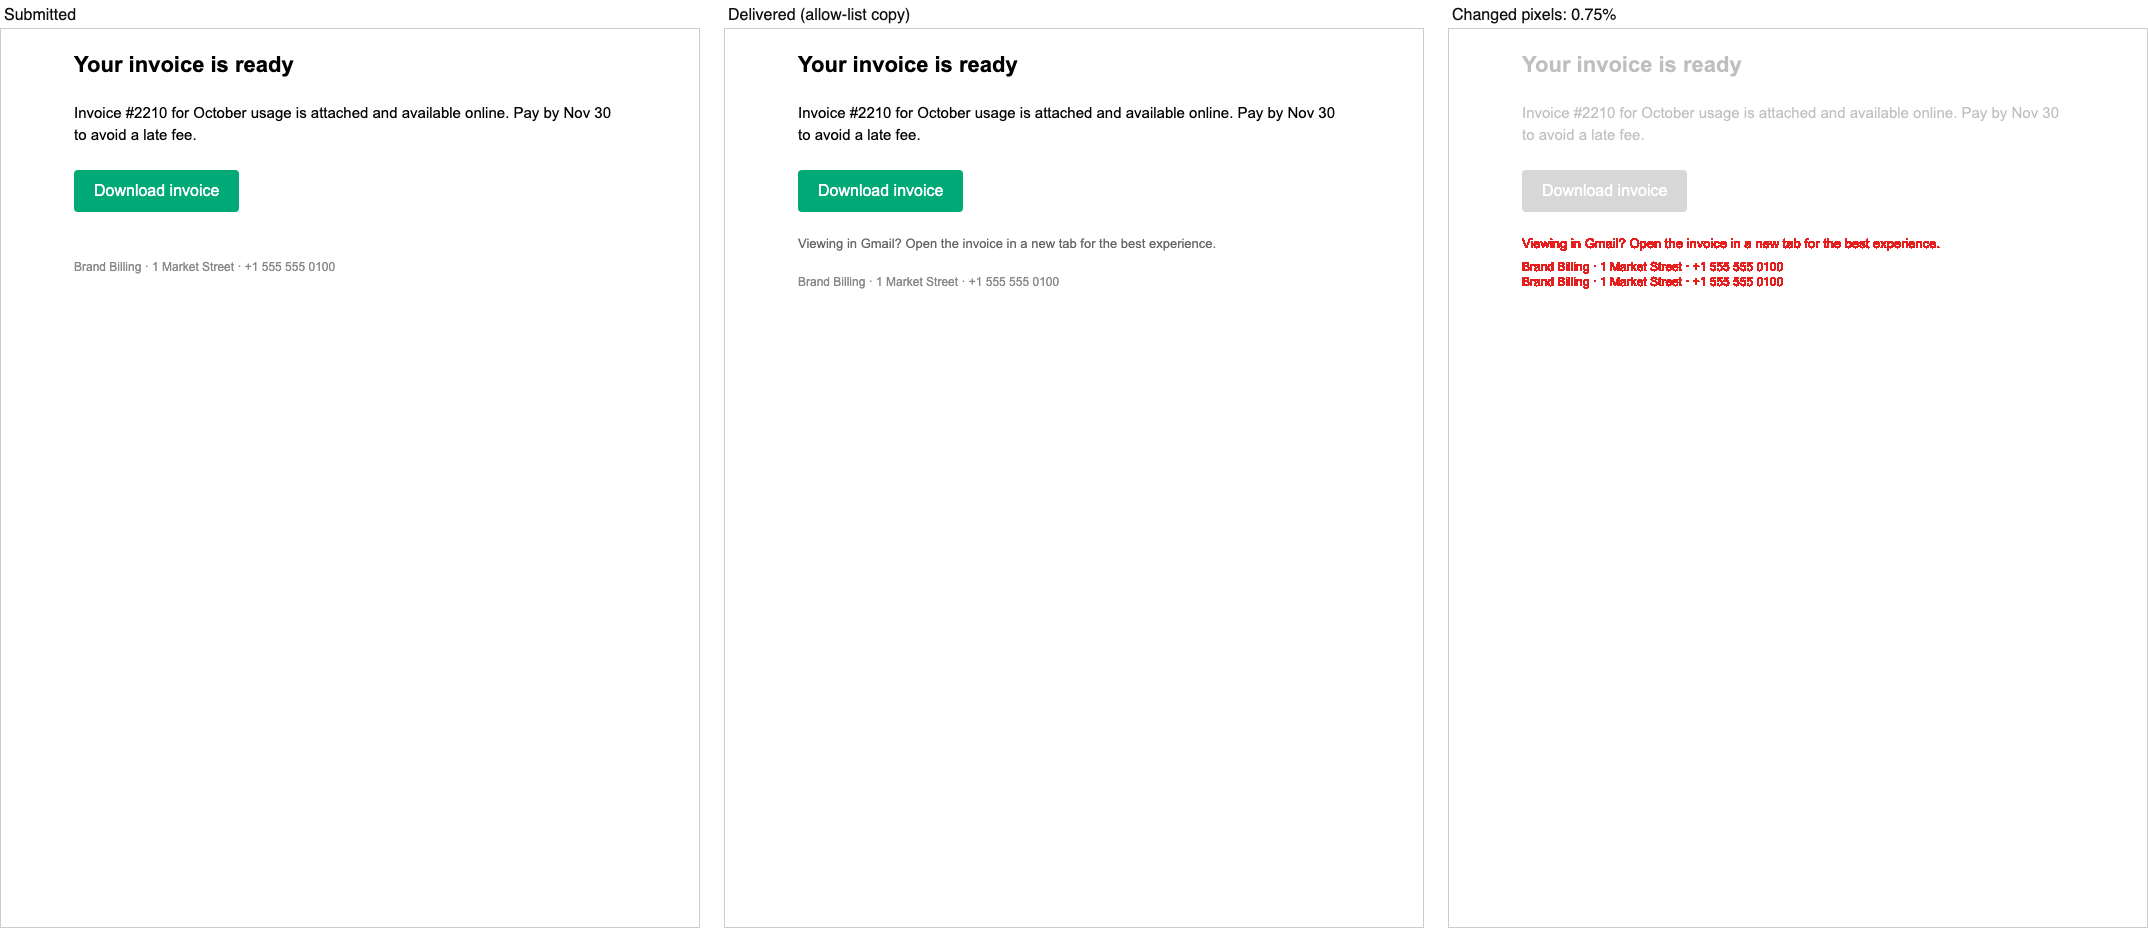 Submitted
Your invoice is ready
Invoice #2210 for October usage is attached and available online. Pay by Nov 30
to avoid a late fee.
Download invoice
Brand Billing · 1 Market Street · +1 555 555 0100
Delivered (allow-list copy)
Your invoice is ready
Invoice #2210 for October usage is attached and available online. Pay by Nov 30
to avoid a late fee.
Download invoice
Viewing in Gmail? Open the invoice in a new tab for the best experience.
Brand Billing · 1 Market Street · +1 555 555 0100
Changed pixels: 0.75%
Your invoice is ready
Invoice #2210 for October usage is attached and available online. Pay by Nov 30
to avoid a late fee.
Download invoice
Viewing in Gmail? Open the invoice in a new tab for the best experience.
Brand Billing · 1 Market Street · +1 555 555 0100
Brand Billing · 1 Market Street · +1 555 555 0100